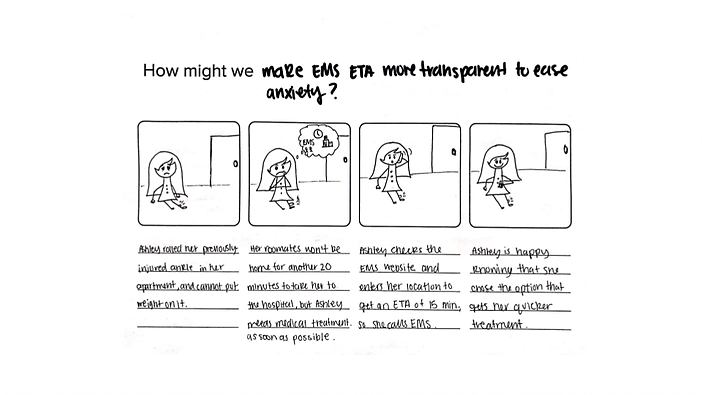 How might we make EMS ETA more transparent to ease
anxiety?
EMS
Ashley rolled her previously
injured ankle in her
apartment, and cannot put
weight on it.
Her roomates won't be
home for another 20
minutes to take her to
the hospital, but Ashley
needs medical treatment
as soon as possible.
Ashley checks the
EMS website and
enters her location to
get an ETA of 15 min,
so she calls EMS.
Ashley is happy
knowing that she
chose the option that
gets her quicker
treatment.